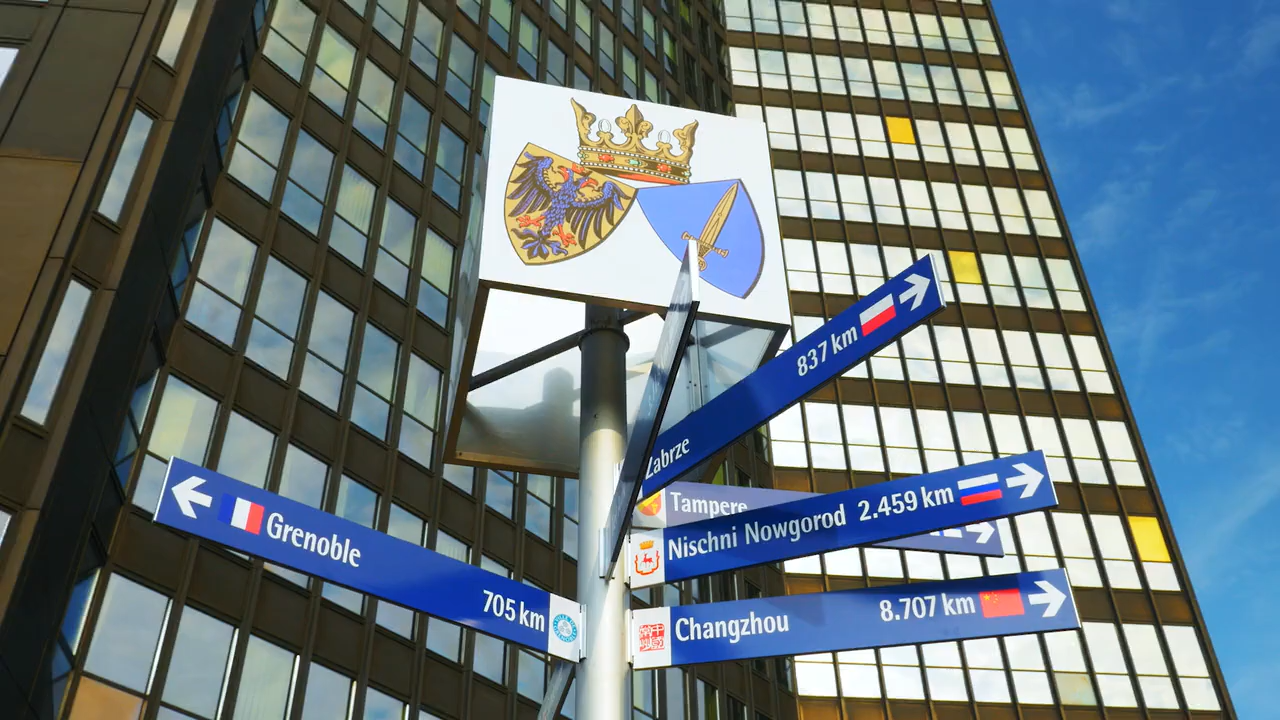 837 km
Zabrze
Tampere
Nischni Nowgorod 2.459 km
Grenoble
705 km
Changzhou 8.707 km